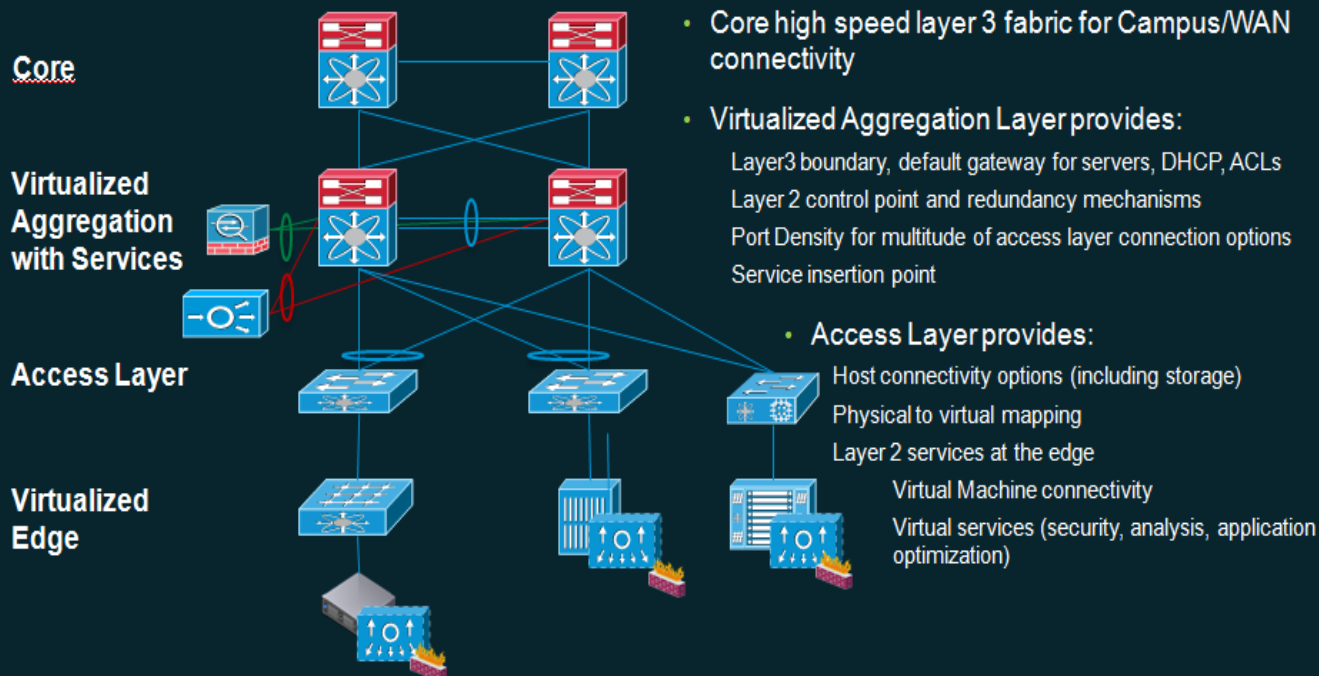 Core
Virtualized
Aggregation
with Services
Access Layer
Virtualized
Edge
• Core high speed layer 3 fabric for Campus/WAN
connectivity
• Virtualized Aggregation Layer provides:
Layer3 boundary, default gateway for servers, DHCP, ACLs
Layer 2 control point and redundancy mechanisms
Port Density for multitude of access layer connection options
Service insertion point
• Access Layer provides:
Host connectivity options (including storage)
Physical to virtual mapping
Layer 2 services at the edge
Virtual Machine connectivity
Virtual services (security, analysis, application
optimization)